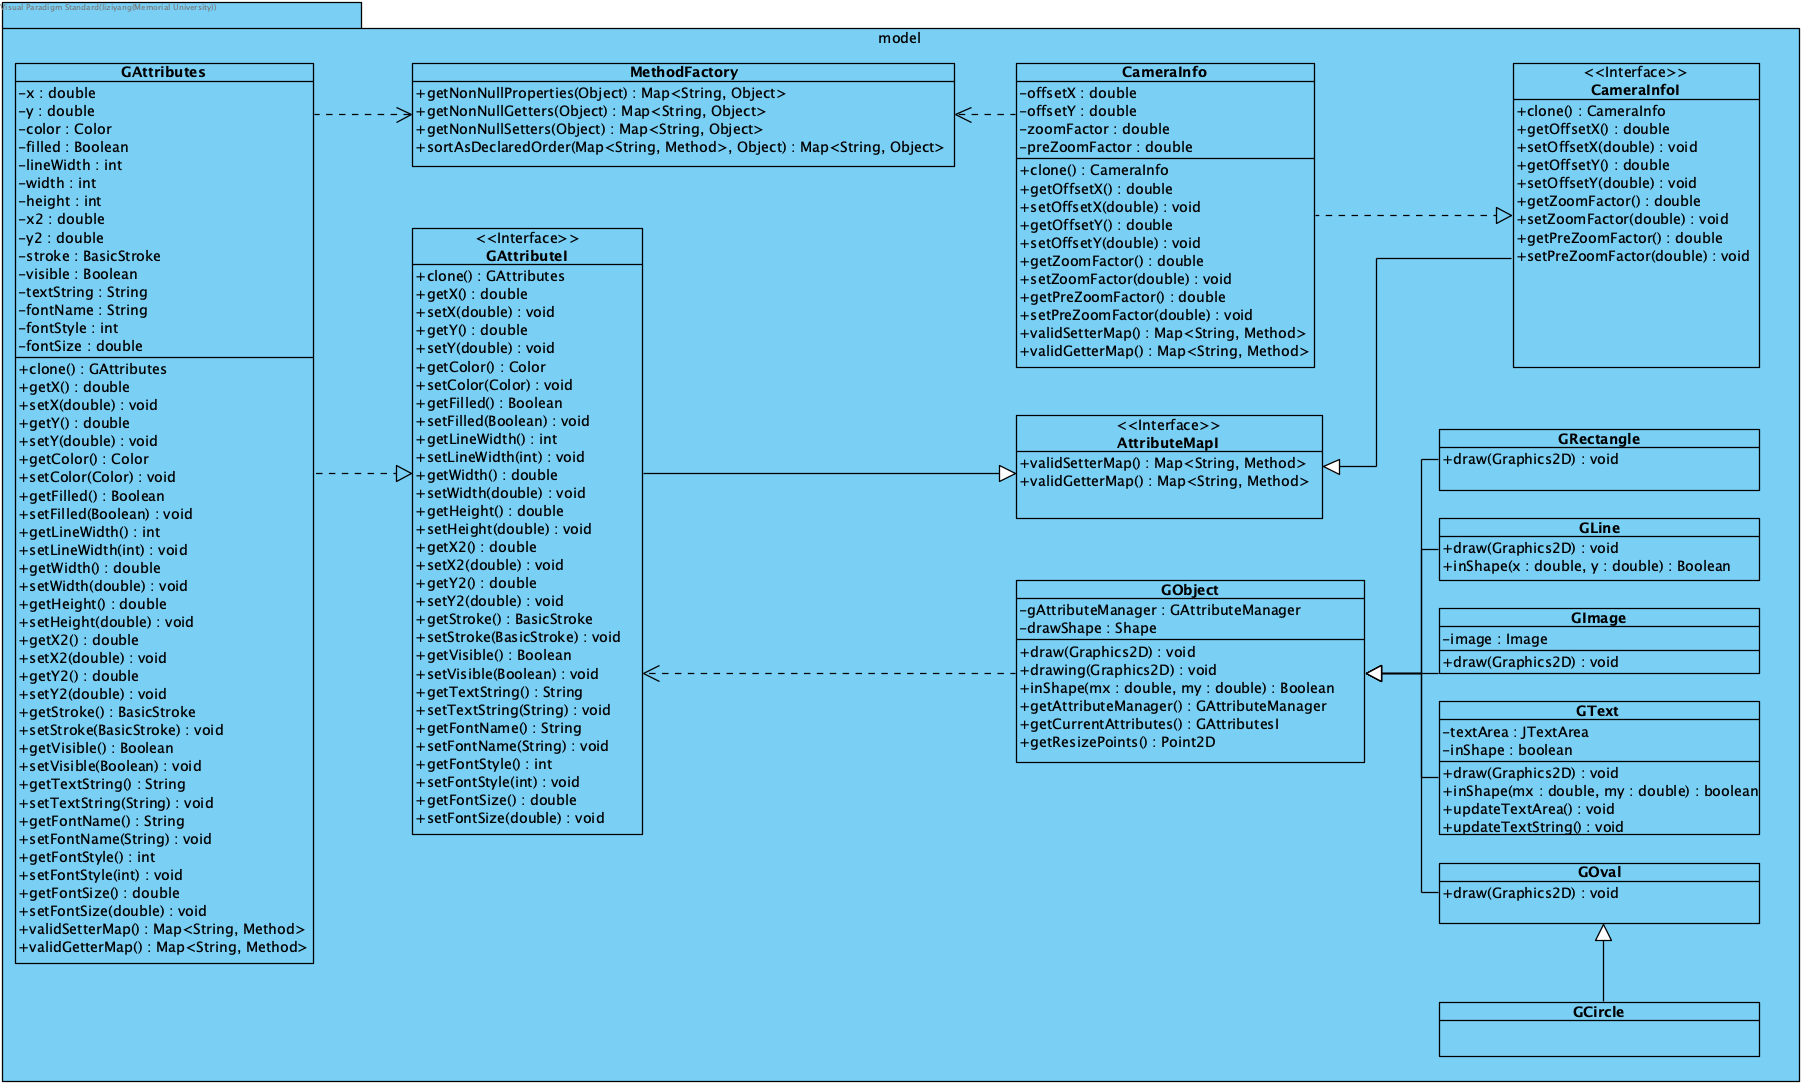 Visual Paradigm Standard(liziyang(Memorial University))
model
GAttributes
-x : double
-y : double
-color : Color
-filled : Boolean
-lineWidth : int
-width : int
-height : int
-x2 : double
-y2 : double
-stroke : BasicStroke
-visible : Boolean
-textString : String
-fontName : String
-fontStyle : int
-fontSize : double
+clone() : GAttributes
+getX() : double
+setX(double) : void
+getY() : double
+setY(double) : void
+getColor() : Color
+setColor(Color) : void
+getFilled() : Boolean
+setFilled(Boolean) : void
+getLineWidth() : int
+setLineWidth(int) : void
+getWidth() : double
+setWidth(double) : void
+getHeight() : double
+setHeight(double) : void
+getX2() : double
+setX2(double) : void
+getY2() : double
+setY2(double) : void
+getStroke() : BasicStroke
+setStroke(BasicStroke) : void
+getVisible() : Boolean
+setVisible(Boolean) : void
+getTextString() : String
+setTextString(String) : void
+getFontName() : String
+setFontName(String) : void
+getFontStyle() : int
+setFontStyle(int) : void
+getFontSize() : double
+setFontSize(double) : void
+validSetterMap() : Map<String, Method>
+validGetterMap() : Map<String, Method>
MethodFactory
+getNonNullProperties(Object) : Map<String, Object>
+getNonNullGetters(Object) : Map<String, Object>
+getNonNullSetters(Object) : Map<String, Object>
+sortAsDeclaredOrder(Map<String, Method>, Object) : Map<String, Object>
<<Interface>>
GAttributeI
+clone() : GAttributes
+getX() : double
+setX(double) : void
+getY() : double
+setY(double) : void
+getColor() : Color
+setColor(Color) : void
+getFilled() : Boolean
+setFilled(Boolean) : void
+getLineWidth() : int
+setLineWidth(int) : void
+getWidth() : double
+setWidth(double) : void
+getHeight() : double
+setHeight(double) : void
+getX2() : double
+setX2(double) : void
+getY2() : double
+setY2(double) : void
+getStroke() : BasicStroke
+setStroke(BasicStroke) : void
+getVisible() : Boolean
+setVisible(Boolean) : void
+getTextString() : String
+setTextString(String) : void
+getFontName() : String
+setFontName(String) : void
+getFontStyle() : int
+setFontStyle(int) : void
+getFontSize() : double
+setFontSize(double) : void
CameraInfo
-offsetX : double
-offsetY : double
-zoomFactor : double
-preZoomFactor : double
+clone() : CameraInfo
+getOffsetX() : double
+setOffsetX(double) : void
+getOffsetY() : double
+setOffsetY(double) : void
+getZoomFactor() : double
+setZoomFactor(double) : void
+getPreZoomFactor() : double
+setPreZoomFactor(double) : void
+validSetterMap() : Map<String, Method>
+validGetterMap() : Map<String, Method>
<<Interface>>
CameraInfoI
+clone() : CameraInfo
+getOffsetX() : double
+setOffsetX(double) : void
+getOffsetY() : double
+setOffsetY(double) : void
+getZoomFactor() : double
+setZoomFactor(double) : void
+getPreZoomFactor() : double
+setPreZoomFactor(double) : void
<<Interface>>
AttributeMapI
+validSetterMap() : Map<String, Method>
+validGetterMap() : Map<String, Method>
GObject
-gAttributeManager : GAttributeManager
-drawShape : Shape
+draw(Graphics2D) : void
+drawing(Graphics2D) : void
+inShape(mx : double, my : double) : Boolean
+getAttributeManager() : GAttributeManager
+getCurrentAttributes() : GAttributesI
+getResizePoints() : Point2D
GRectangle
+draw(Graphics2D) : void
GLine
+draw(Graphics2D) : void
+inShape(x : double, y : double) : Boolean
GImage
-image : Image
+draw(Graphics2D) : void
GText
-textArea : JTextArea
-inShape : boolean
+draw(Graphics2D) : void
+inShape(mx : double, my : double) : boolean
+updateTextArea() : void
+updateTextString() : void
GOval
+draw(Graphics2D) : void
GCircle